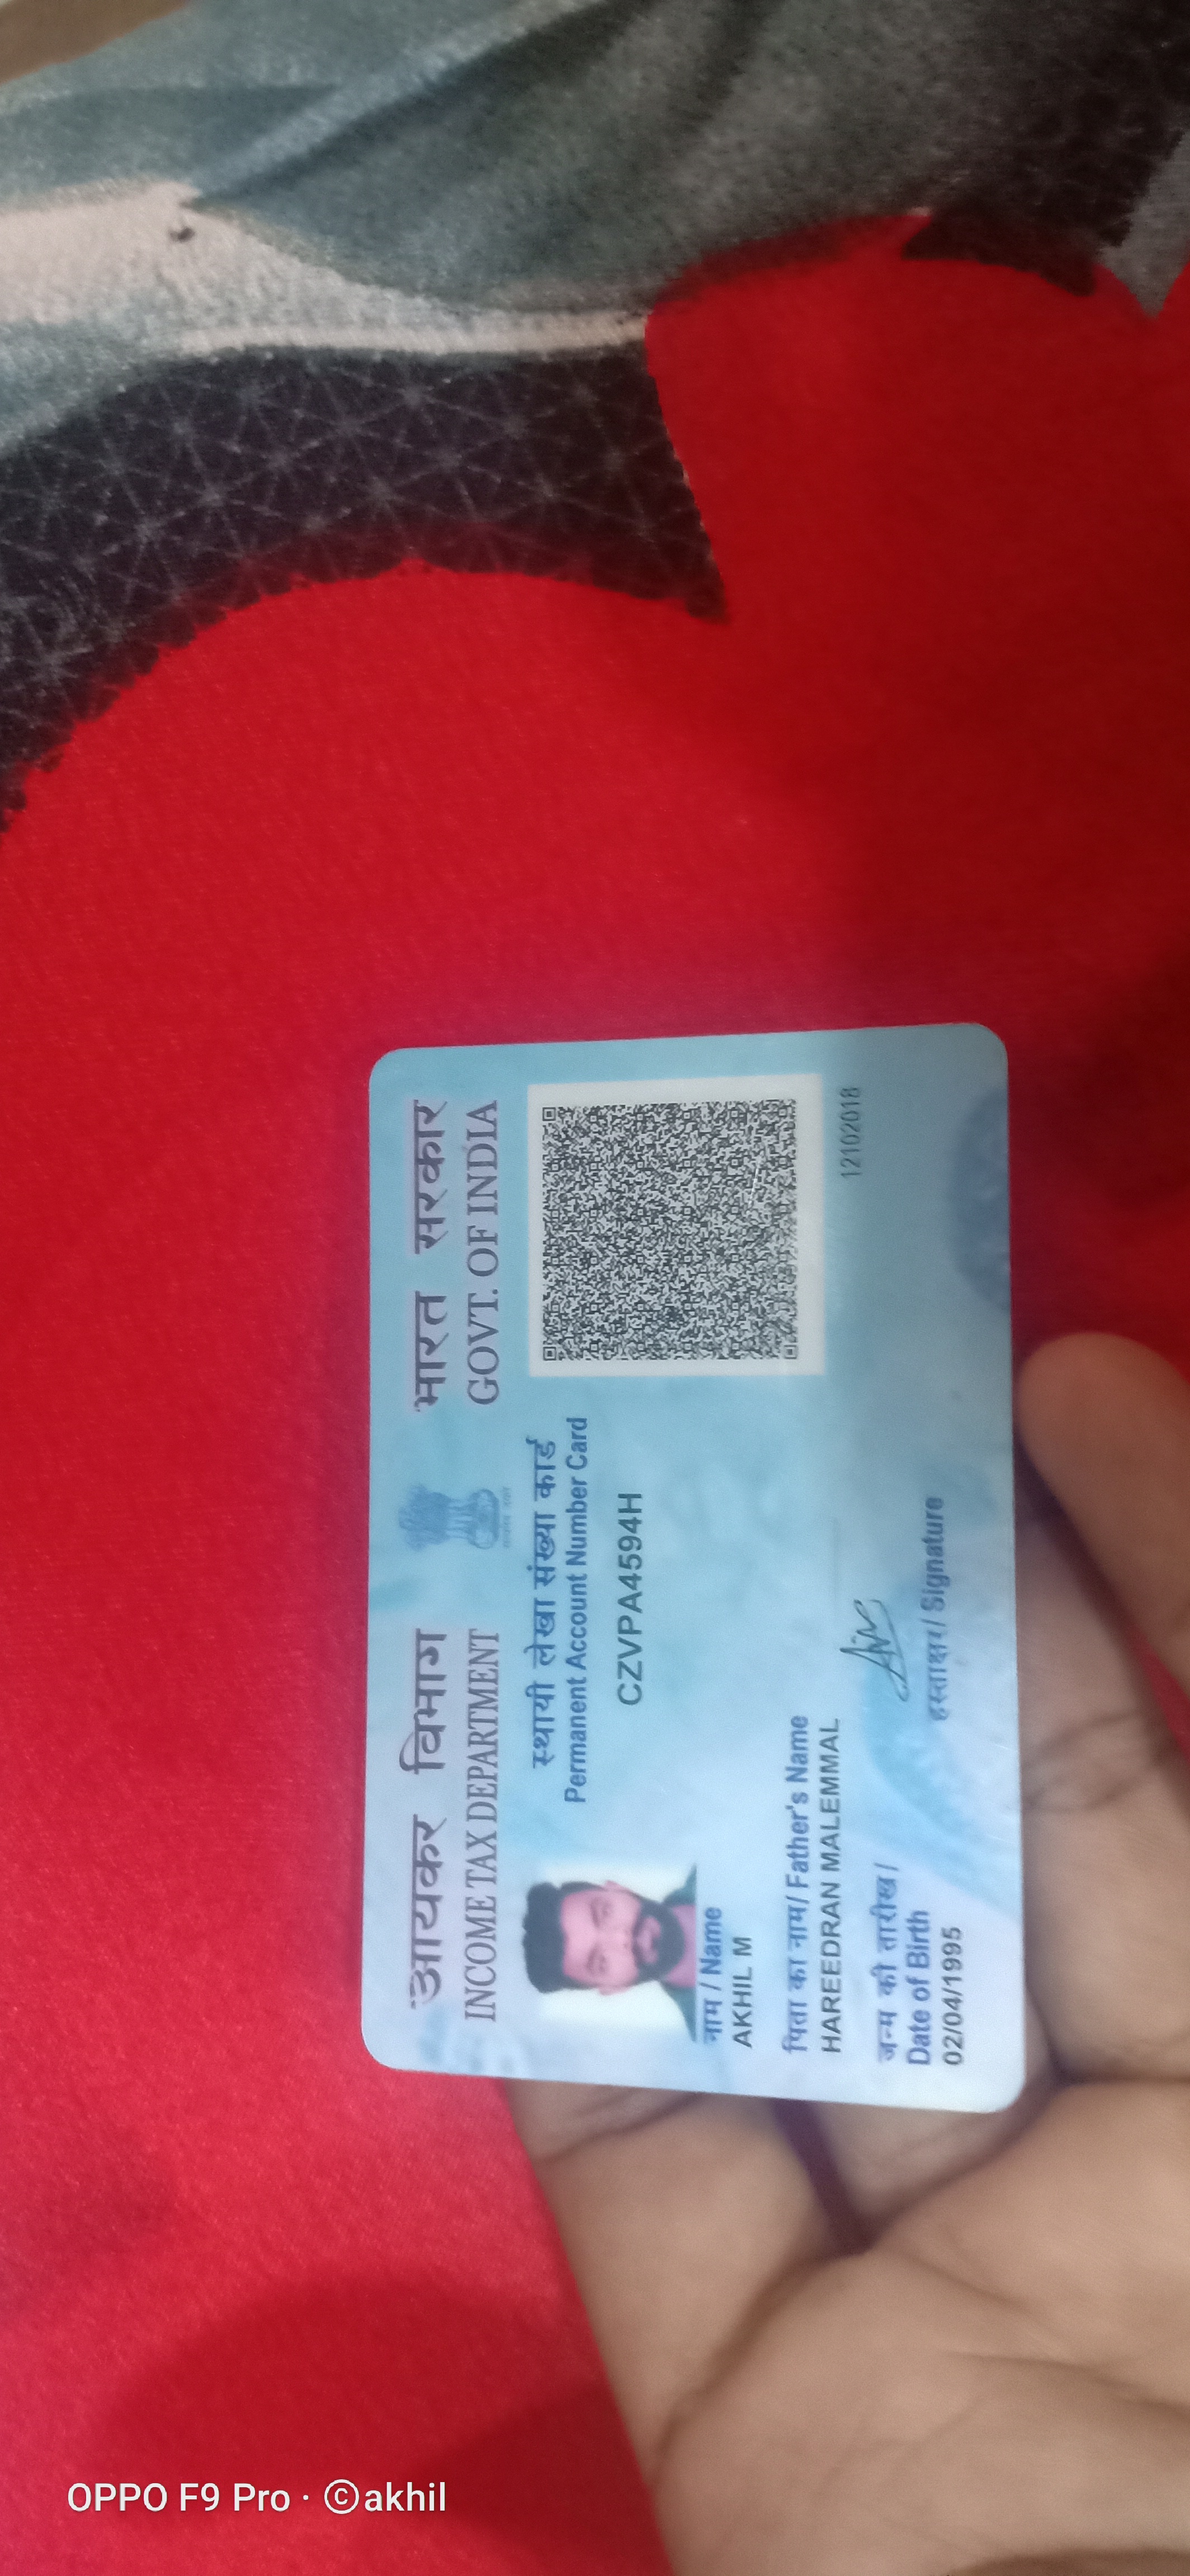 आयकर विभाग
INCOME TAX DEPARTMENT
भारत सरकार
GOVT. OF INDIA
स्थायी लेखा संख्या कार्ड
Permanent Account Number Card
CZVPA4594H
नाम / Name
AKHIL M
पिता का नाम/ Father's Name
HAREEDRAN MALEMMAL
जन्म की तारीख /
Date of Birth
02/04/1995
हस्ताक्षर/ Signature
12102018
OPPO F9 Pro · ©akhil